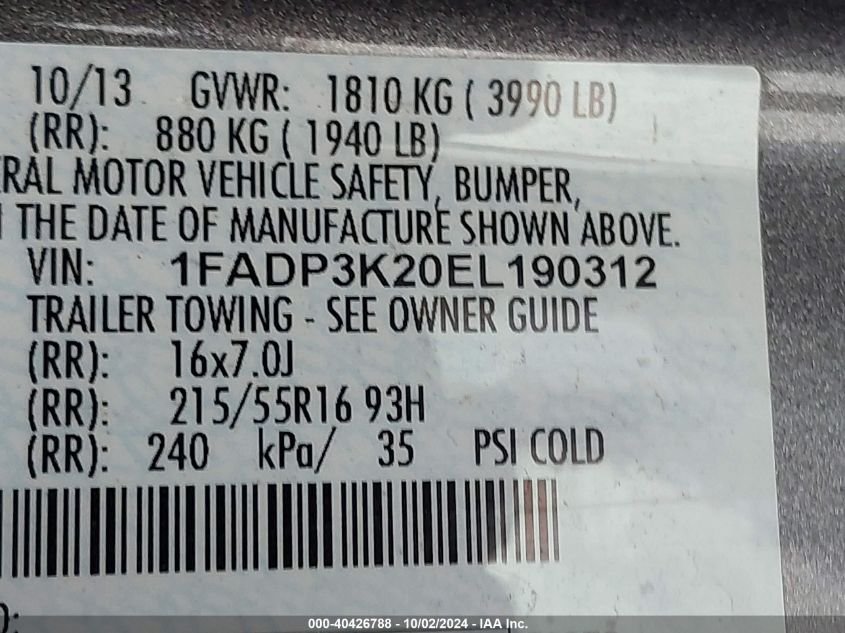 10/13 GVWR: 1810 KG ( 3990 LB)
(RR): 880 KG ( 1940 LB)
RAL MOTOR VEHICLE SAFETY, BUMPER,
THE DATE OF MANUFACTURE SHOWN ABOVE.
VIN: 1FADP3K20EL190312
TRAILER TOWING - SEE OWNER GUIDE
(RR): 16x7.0J
(RR): 215/55R16 93H
(RR): 240 kPa/ 35 PSI COLD
000-40426788 - 10/02/2024 - IAA Inc.